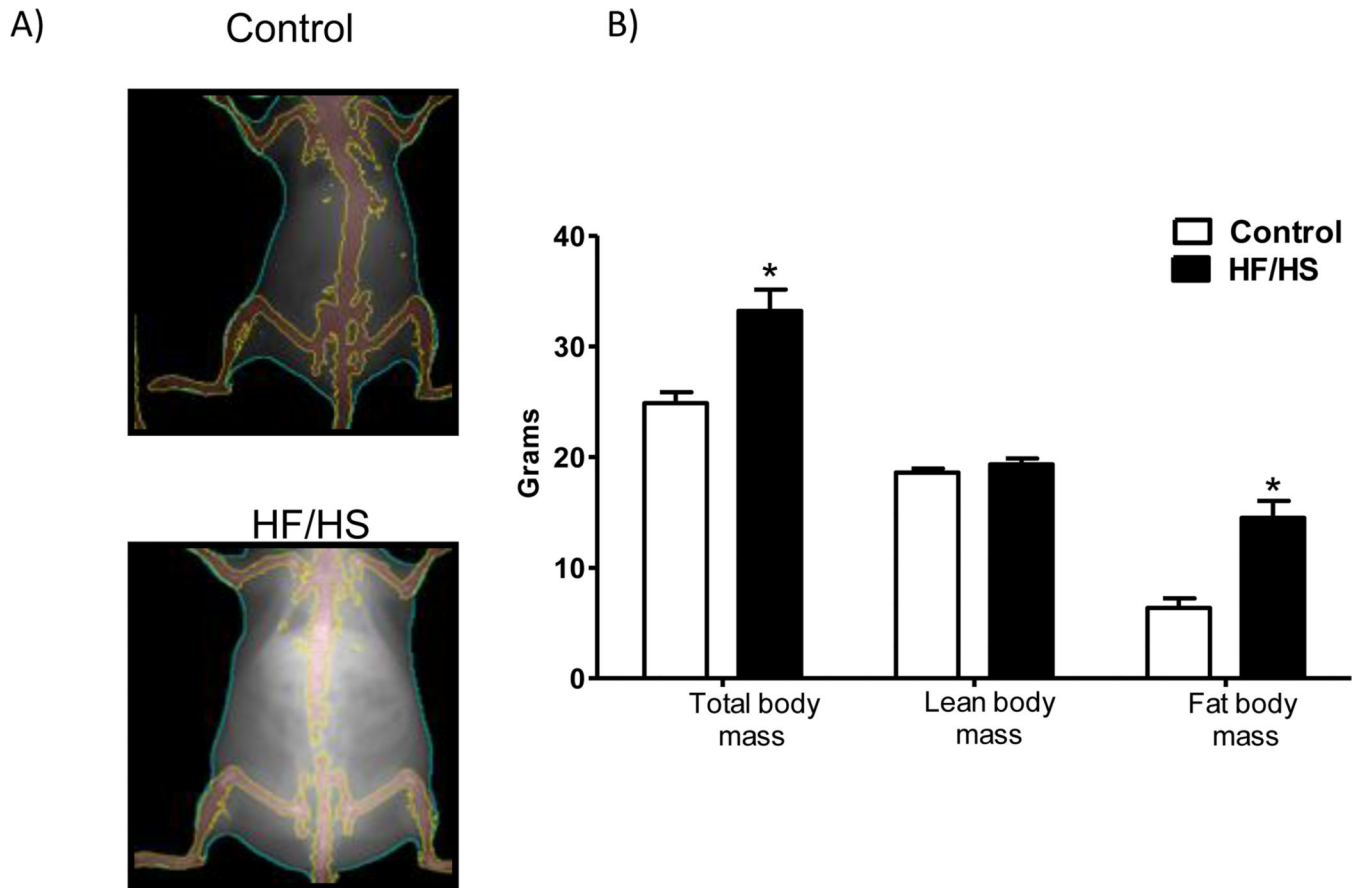 A)
Control
HF/HS
B)
Control
HF/HS
*
*
40
30
20
10
0
Grams
Total body
mass
Lean body
mass
Fat body
mass